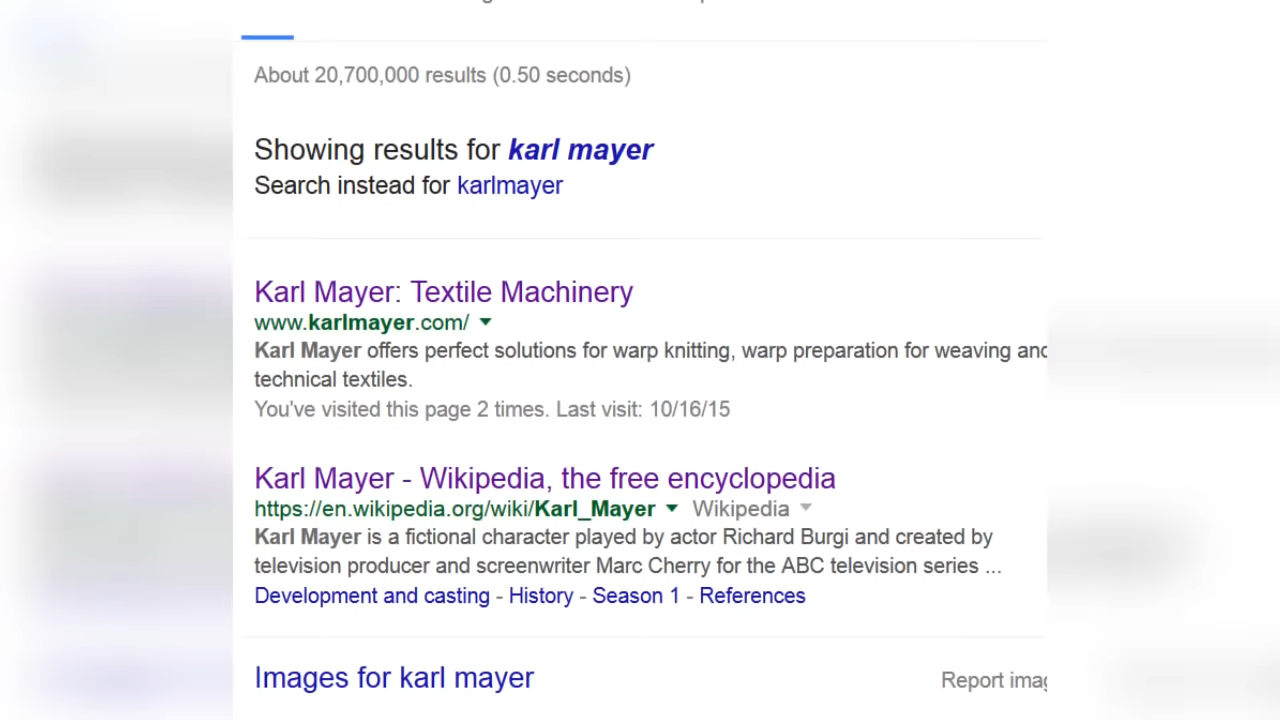 About 20,700,000 results (0.50 seconds)
Showing results for karl mayer
Search instead for karlmayer
Karl Mayer: Textile Machinery
www.karlmayer.com/
Karl Mayer offers perfect solutions for warp knitting, warp preparation for weaving and
technical textiles.
You've visited this page 2 times. Last visit: 10/16/15
Karl Mayer - Wikipedia, the free encyclopedia
https://en.wikipedia.org/wiki/Karl_Mayer Wikipedia
Karl Mayer is a fictional character played by actor Richard Burgi and created by
television producer and screenwriter Marc Cherry for the ABC television series ...
Development and casting - History - Season 1 - References
Images for karl mayer
Report imag